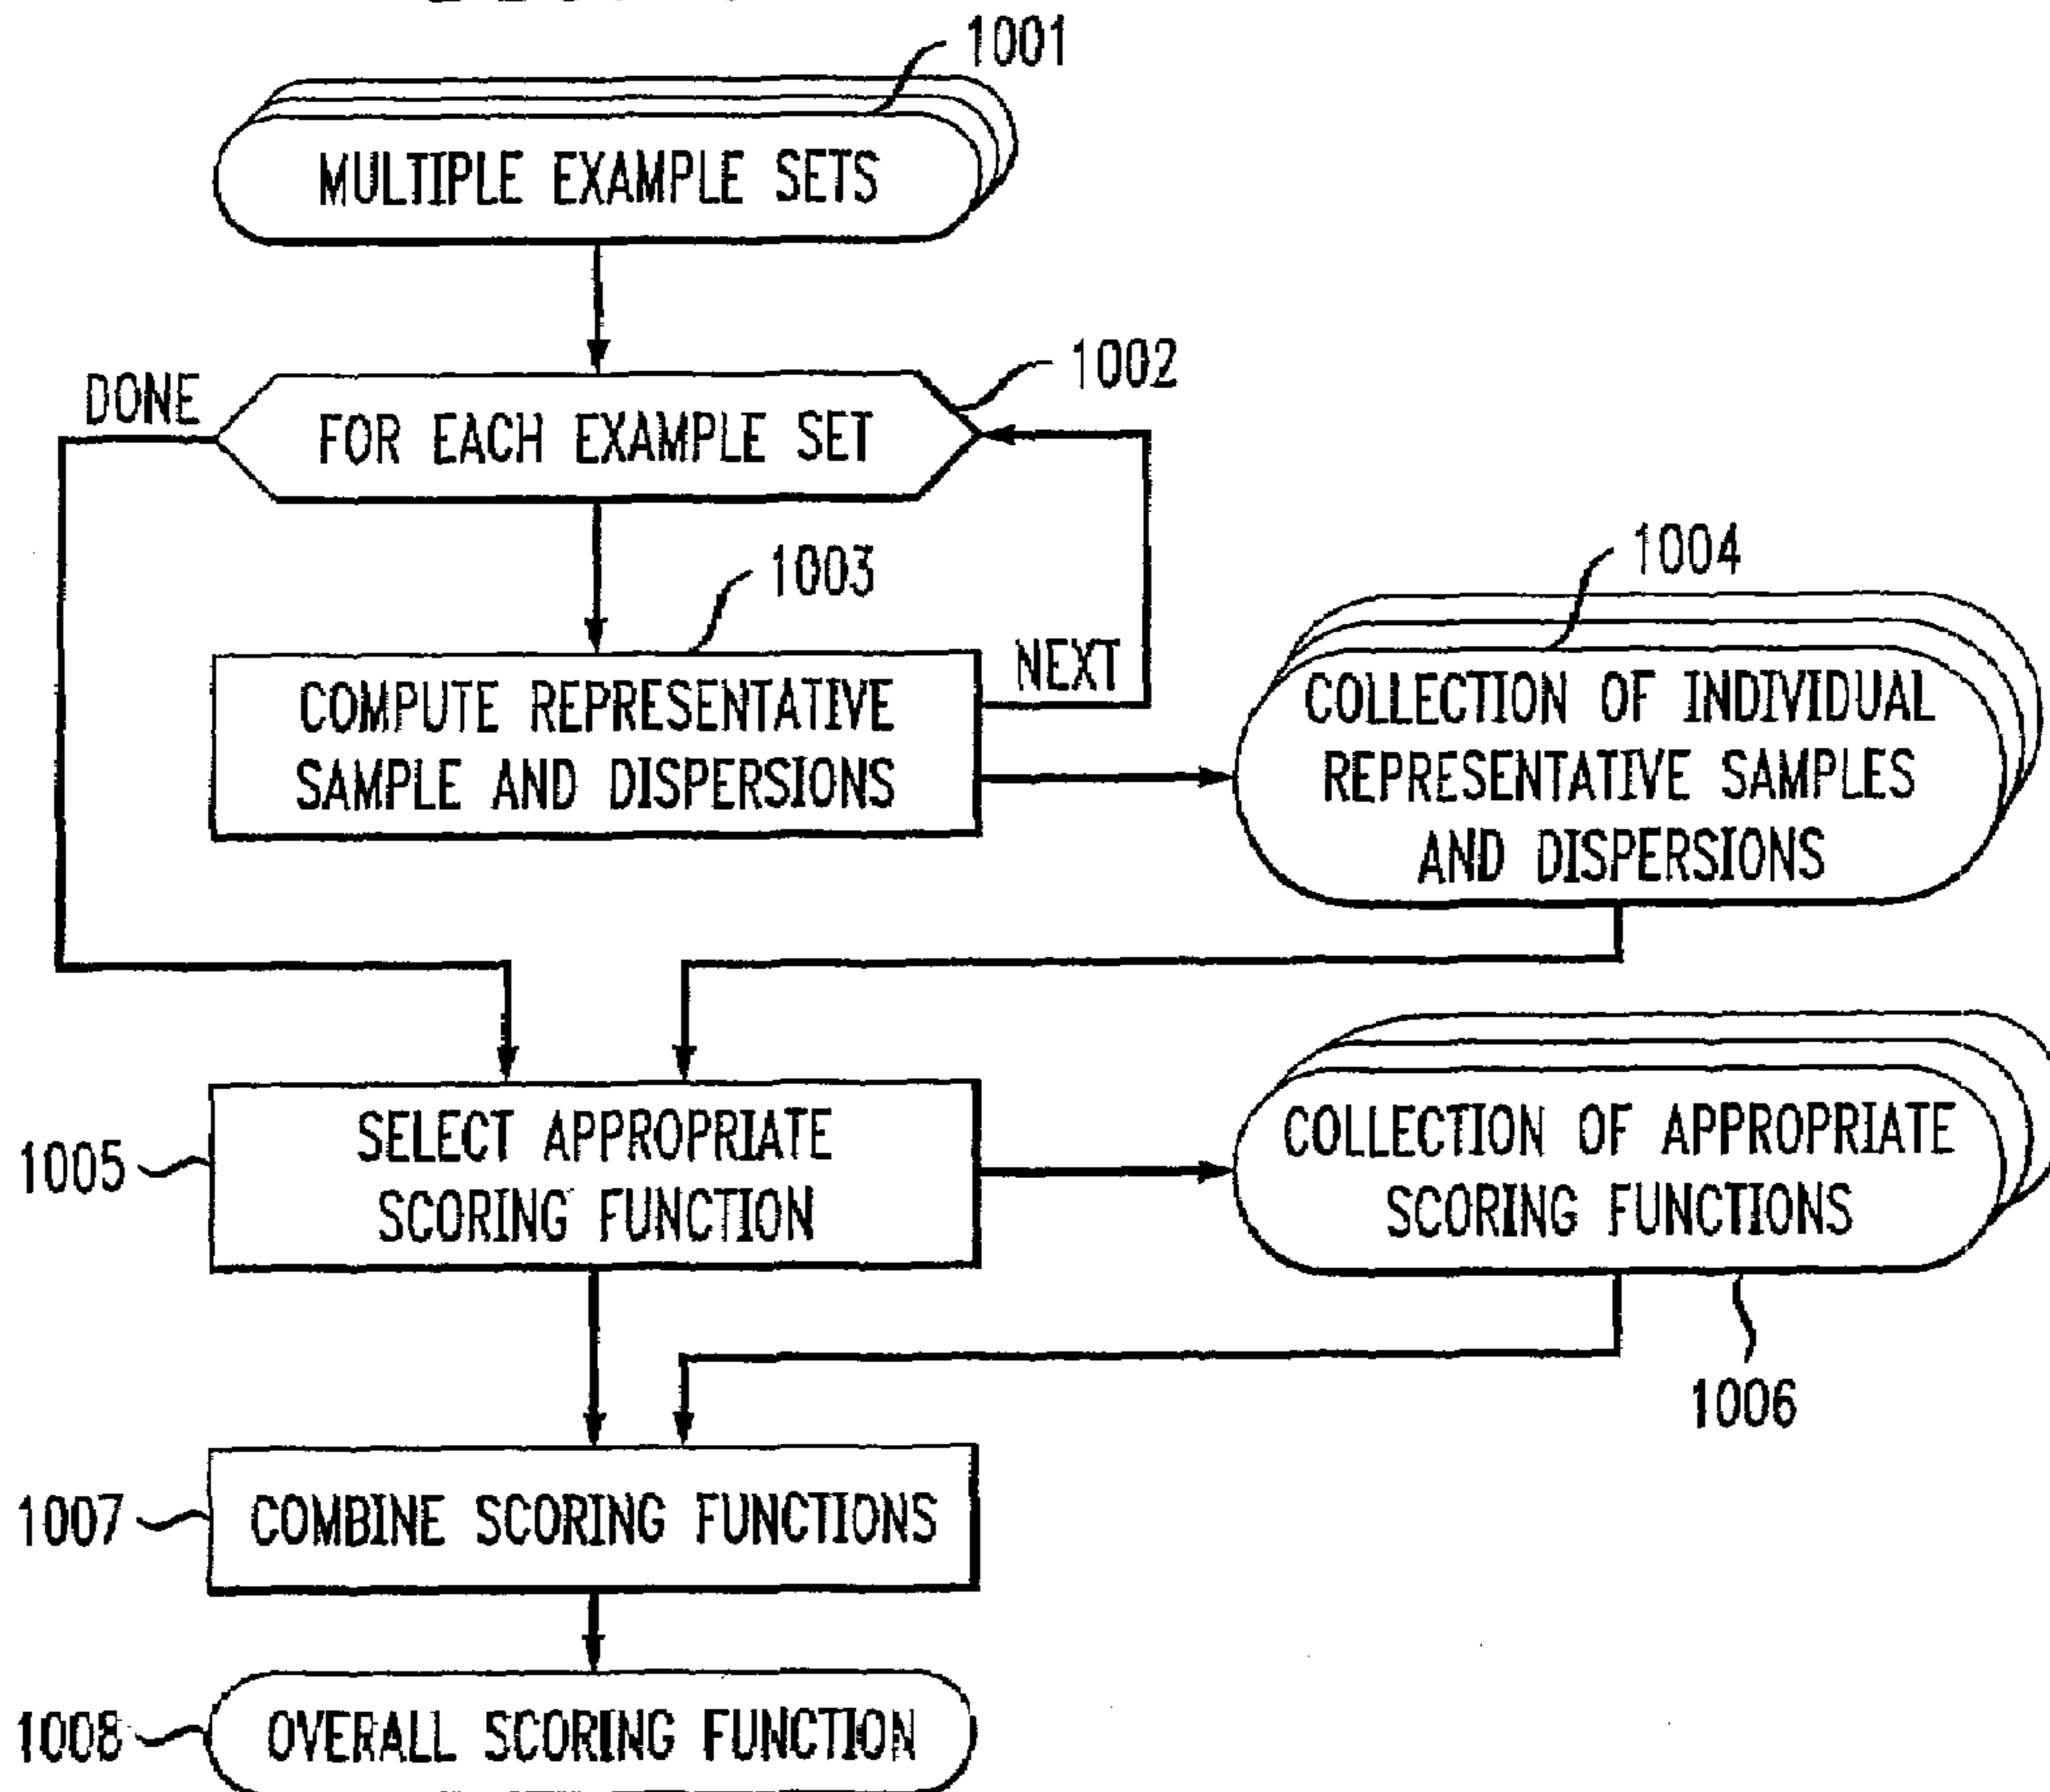 1001
MULTIPLE EXAMPLE SETS
1002
DONE
FOR EACH EXAMPLE SET
1003
1004
NEXT
COMPUTE REPRESENTATIVE
SAMPLE AND DISPERSIONS
COLLECTION OF INDIVIDUAL
REPRESENTATIVE SAMPLES
AND DISPERSIONS
1005
SELECT APPROPRIATE
SCORING FUNCTION
COLLECTION OF APPROPRIATE
SCORING FUNCTIONS
1006
1007
COMBINE SCORING FUNCTIONS
1008
OVERALL SCORING FUNCTION